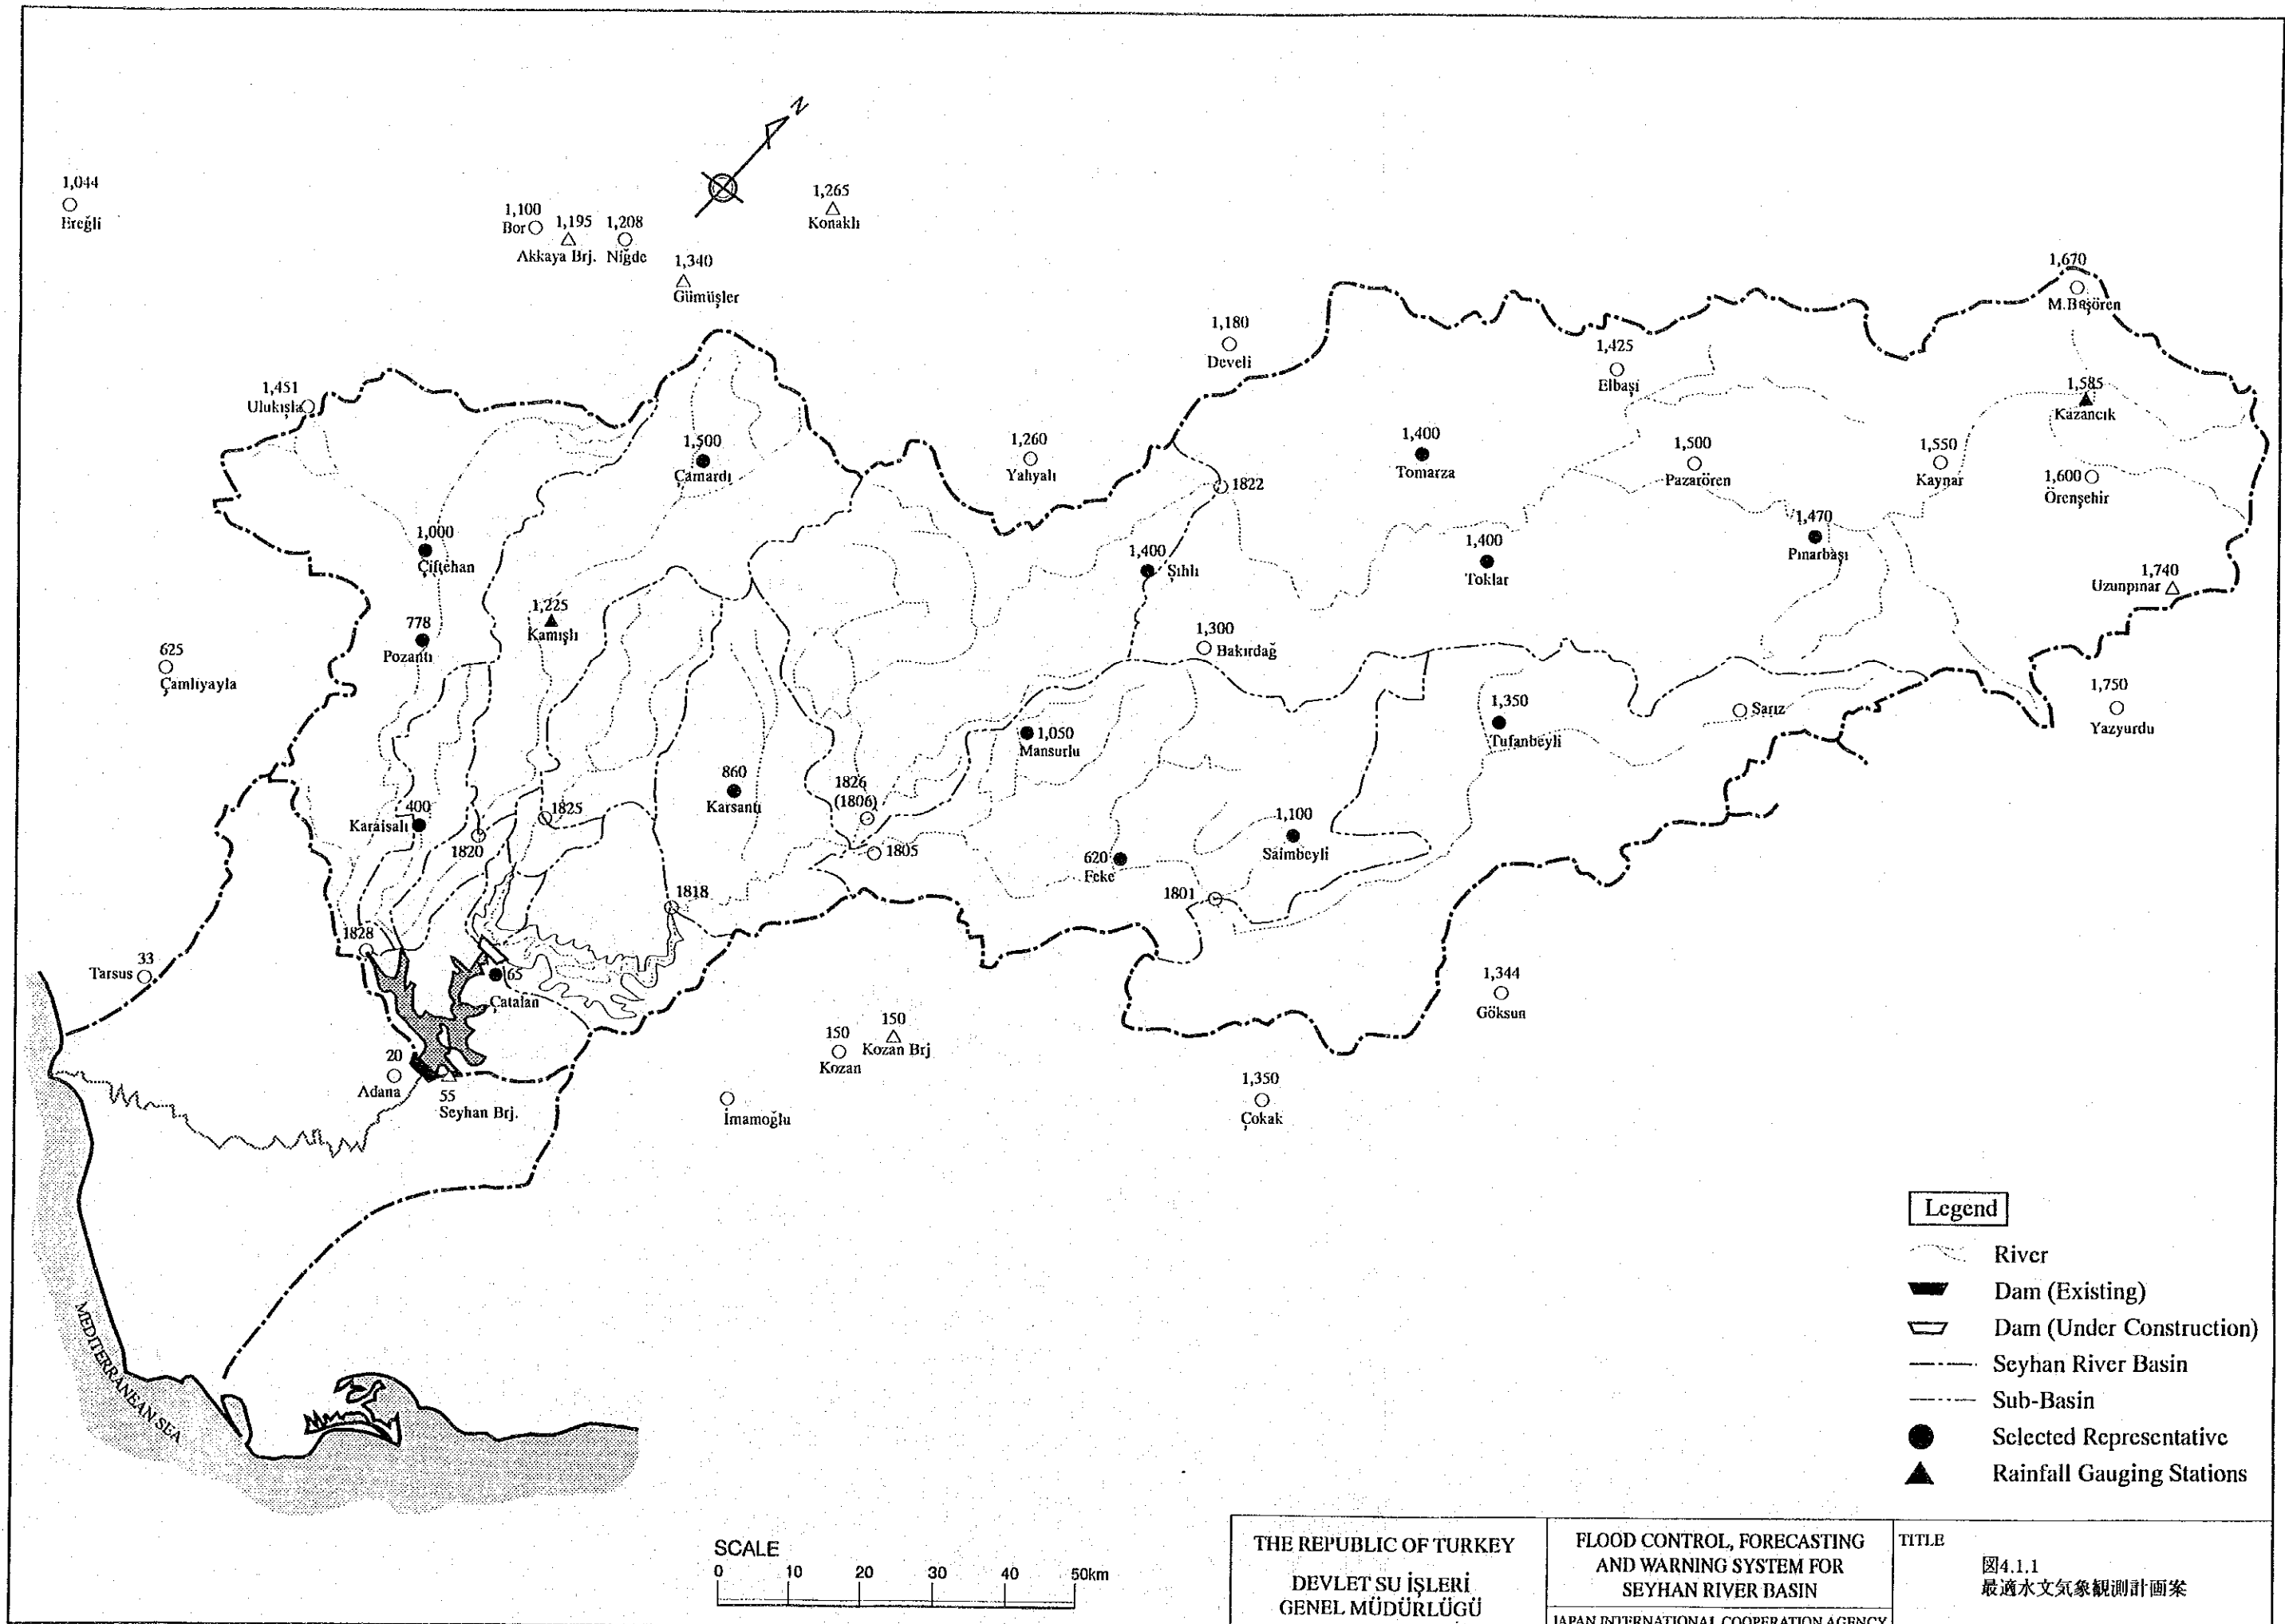 N
1,044
Ereğli
1,100
Bor
1,195
Akkaya Brj.
1,208
Niğde
1,340
Gümüşler
1,265
Konaklı
1,670
M.Başören
1,180
Develi
1,425
Elbaşi
1,451
Ulukışla
1,585
Kazancık
1,500
Çamardı
1,260
Yahyalı
1,400
Tomarza
1,500
Pazarören
1,550
Kaynar
1,600
Örenşehir
1822
1,000
Çiftehan
1,400
Şıhlı
1,400
Toklar
1,470
Pınarbaşı
1,740
Uzunpınar
778
Pozantı
1,225
Kamışlı
625
Çamlıyayla
1,300
Bakırdağ
1,350
Tufanbeyli
Sarız
1,750
Yazyurdu
1,050
Mansurlu
860
Karsantı
1826
(1806)
400
Karaisalı
1820
1825
1805
1,100
Saimbeyli
620
Feke
1818
1801
1828
33
Tarsus
165
Çatalan
1,344
Göksun
150
Kozan
150
Kozan Brj
20
Adana
55
Seyhan Brj.
İmamoğlu
1,350
Çokak
MEDITERRANEAN SEA
Legend
River
Dam (Existing)
Dam (Under Construction)
Seyhan River Basin
Sub-Basin
Selected Representative
Rainfall Gauging Stations
SCALE
0 10 20 30 40 50km
THE REPUBLIC OF TURKEY
DEVLET SU İŞLERİ
GENEL MÜDÜRLÜGÜ
FLOOD CONTROL, FORECASTING
AND WARNING SYSTEM FOR
SEYHAN RIVER BASIN
JAPAN INTERNATIONAL COOPERATION AGENCY
TITLE
図4.1.1
最適水文気象観測計画案